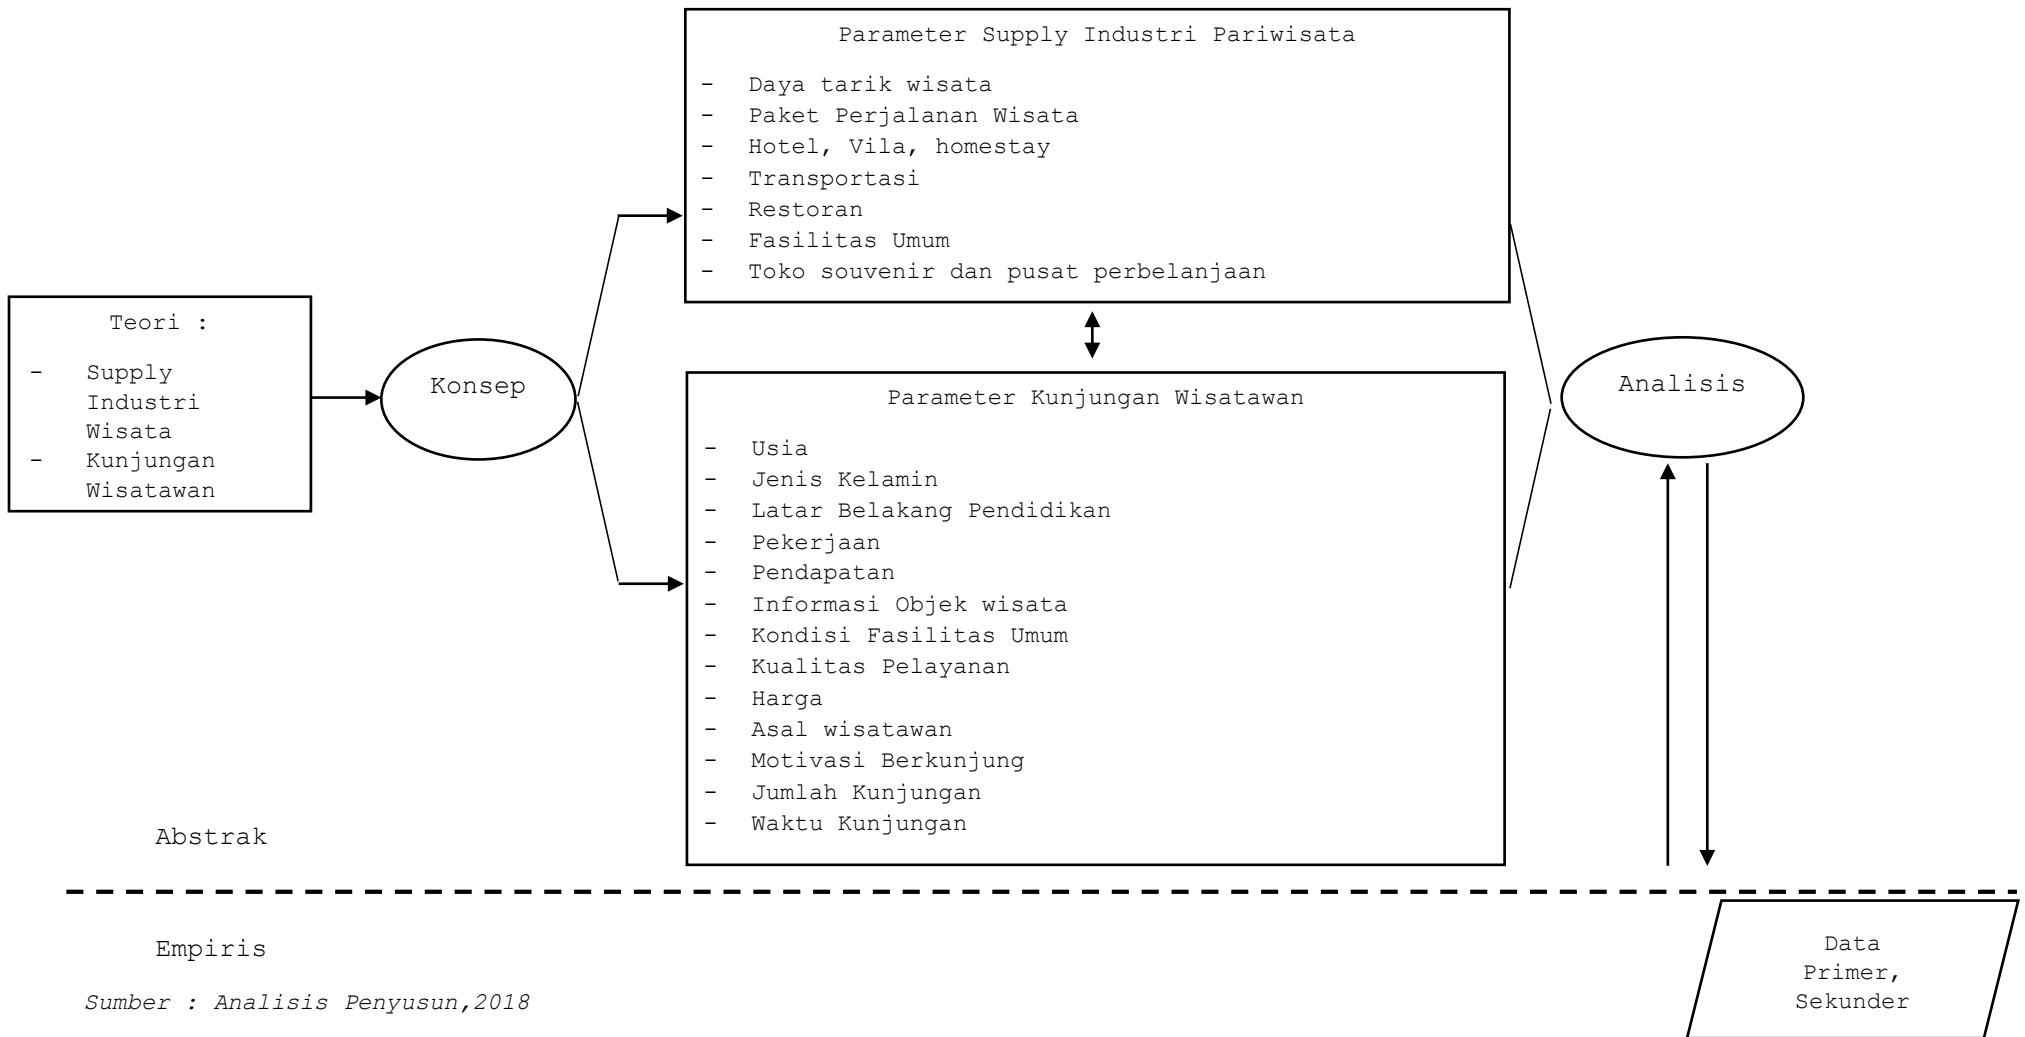 Parameter Supply Industri Pariwisata
- Daya tarik wisata
- Paket Perjalanan Wisata
- Hotel, Vila, homestay
- Transportasi
- Restoran
- Fasilitas Umum
- Toko souvenir dan pusat perbelanjaan
Teori :
- Supply
Industri
Wisata
- Kunjungan
Wisatawan
Konsep
Parameter Kunjungan Wisatawan
- Usia
- Jenis Kelamin
- Latar Belakang Pendidikan
- Pekerjaan
- Pendapatan
- Informasi Objek wisata
- Kondisi Fasilitas Umum
- Kualitas Pelayanan
- Harga
- Asal wisatawan
- Motivasi Berkunjung
- Jumlah Kunjungan
- Waktu Kunjungan
Analisis
Abstrak
Empiris
Data
Primer,
Sekunder
Sumber : Analisis Penyusun,2018